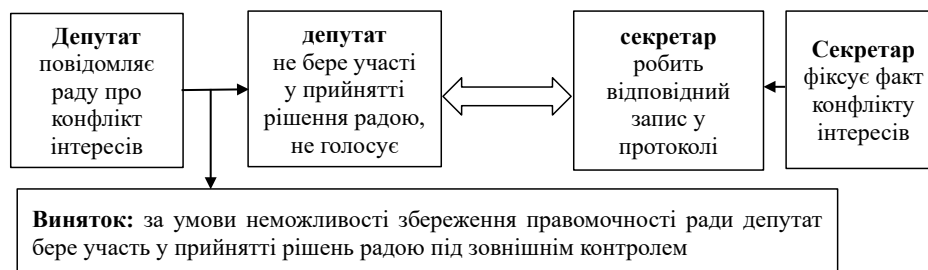 Депутат
повідомляє
раду про
конфлікт
інтересів
депутат
не бере участі
у прийнятті
рішення радою,
не голосує
секретар
робить
відповідний
запис у
протоколі
Секретар
фіксує факт
конфлікту
інтересів
Виняток: за умови неможливості збереження правомочності ради депутат
бере участь у прийнятті рішень радою під зовнішнім контролем